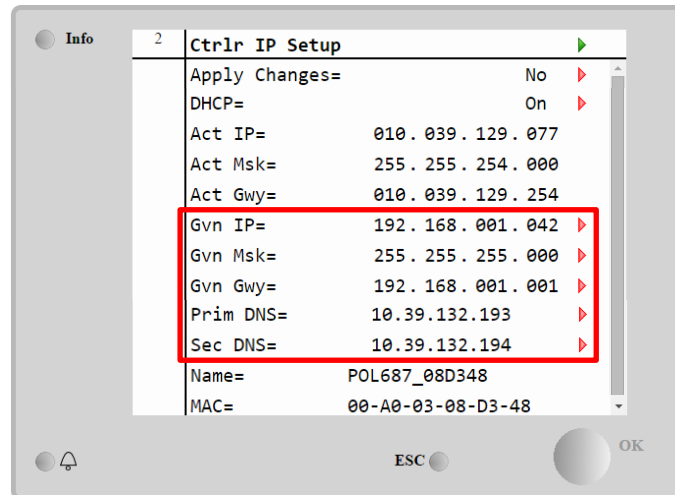 Info
2 Ctrlr IP Setup
Apply Changes= No
DHCP= On
Act IP= 010.039.129.077
Act Msk= 255.255.254.000
Act Gwy= 010.039.129.254
Gvn IP= 192.168.001.042
Gvn Msk= 255.255.255.000
Gvn Gwy= 192.168.001.001
Prim DNS= 10.39.132.193
Sec DNS= 10.39.132.194
Name= POL687_08D348
MAC= 00-A0-03-08-D3-48
ESC
OK